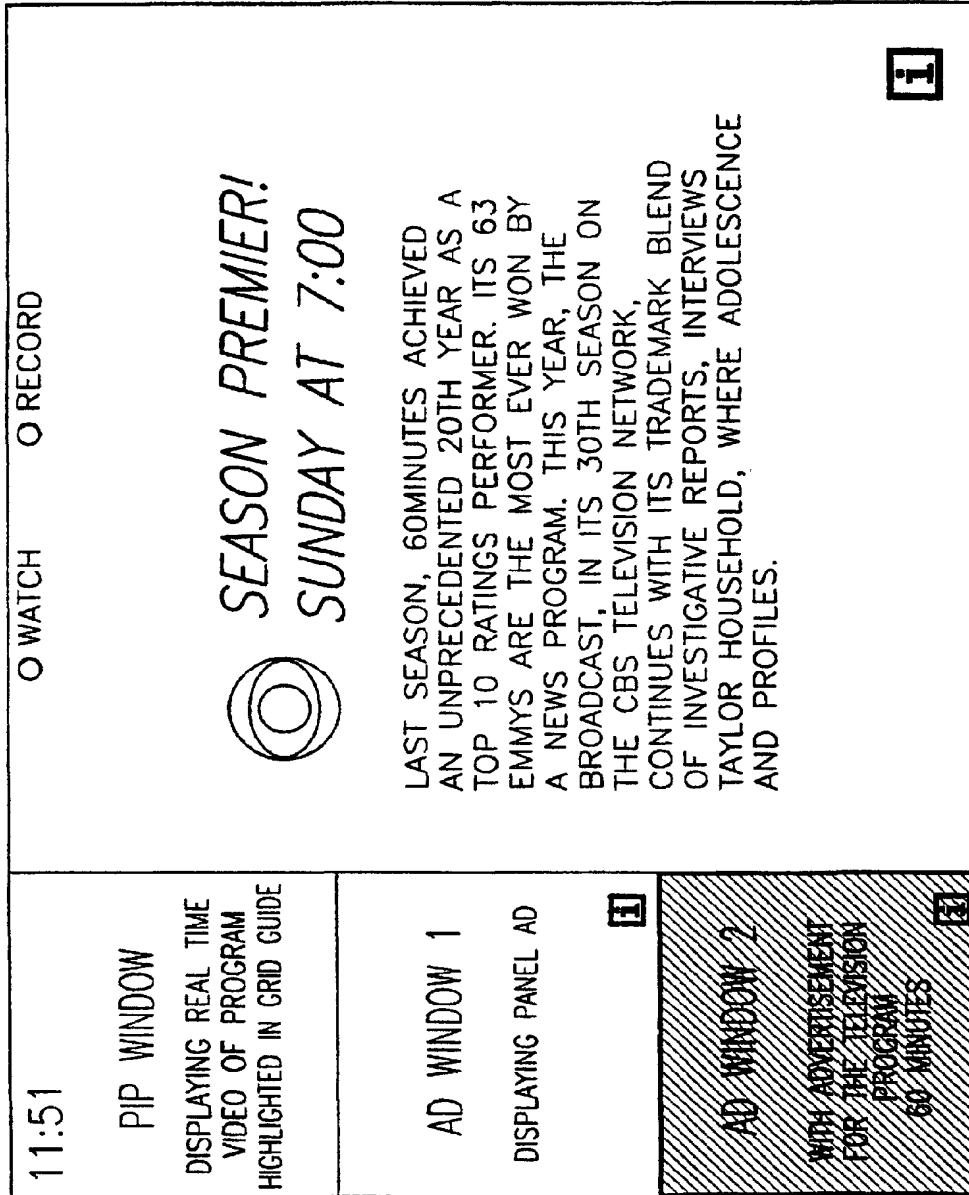 11:51
PIP WINDOW
DISPLAYING REAL TIME
VIDEO OF PROGRAM
HIGHLIGHTED IN GRID GUIDE
AD WINDOW 1
DISPLAYING PANEL AD
i
AD WINDOW 2
WITH ADVERTISEMENT
FOR THE TELEVISION
PROGRAM
60 MINUTES
i
O WATCH O RECORD
SEASON PREMIER!
SUNDAY AT 7:00
LAST SEASON, 60MINUTES ACHIEVED
AN UNPRECEDENTED 20TH YEAR AS A
TOP 10 RATINGS PERFORMER. ITS 63
EMMYS ARE THE MOST EVER WON BY
A NEWS PROGRAM. THIS YEAR, THE
BROADCAST, IN ITS 30TH SEASON ON
THE CBS TELEVISION NETWORK,
CONTINUES WITH ITS TRADEMARK BLEND
OF INVESTIGATIVE REPORTS, INTERVIEWS
TAYLOR HOUSEHOLD, WHERE ADOLESCENCE
AND PROFILES.
i